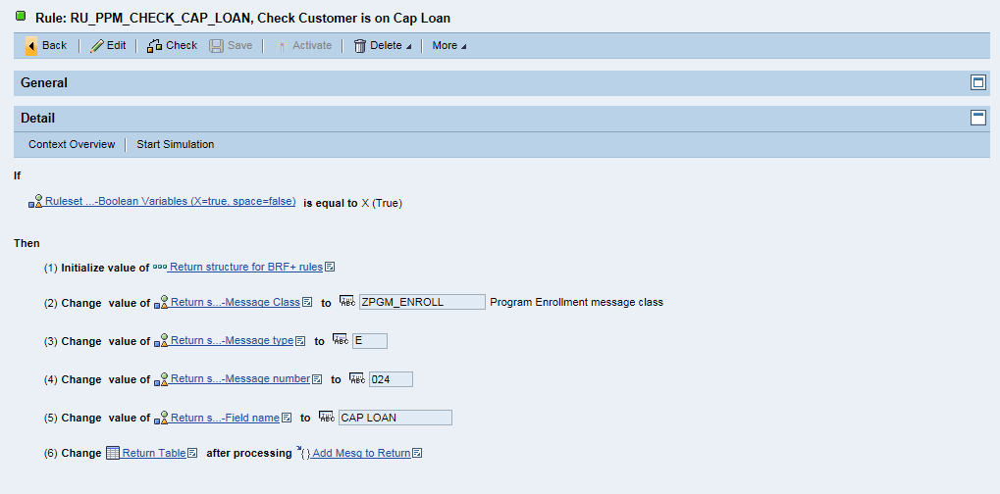 Rule: RU_PPM_CHECK_CAP_LOAN, Check Customer is on Cap Loan
Back Edit Check Save Activate Delete More
General
Detail
Context Overview Start Simulation
If
Ruleset ...-Boolean Variables (X=true, space=false) is equal to X (True)
Then
(1) Initialize value of Return structure for BRF+ rules
(2) Change value of Return s...-Message Class to ABC ZPGM_ENROLL Program Enrollment message class
(3) Change value of Return s...-Message type to ABC E
(4) Change value of Return s...-Message number to ABC 024
(5) Change value of Return s...-Field name to ABC CAP LOAN
(6) Change Return Table after processing Add Mesg to Return